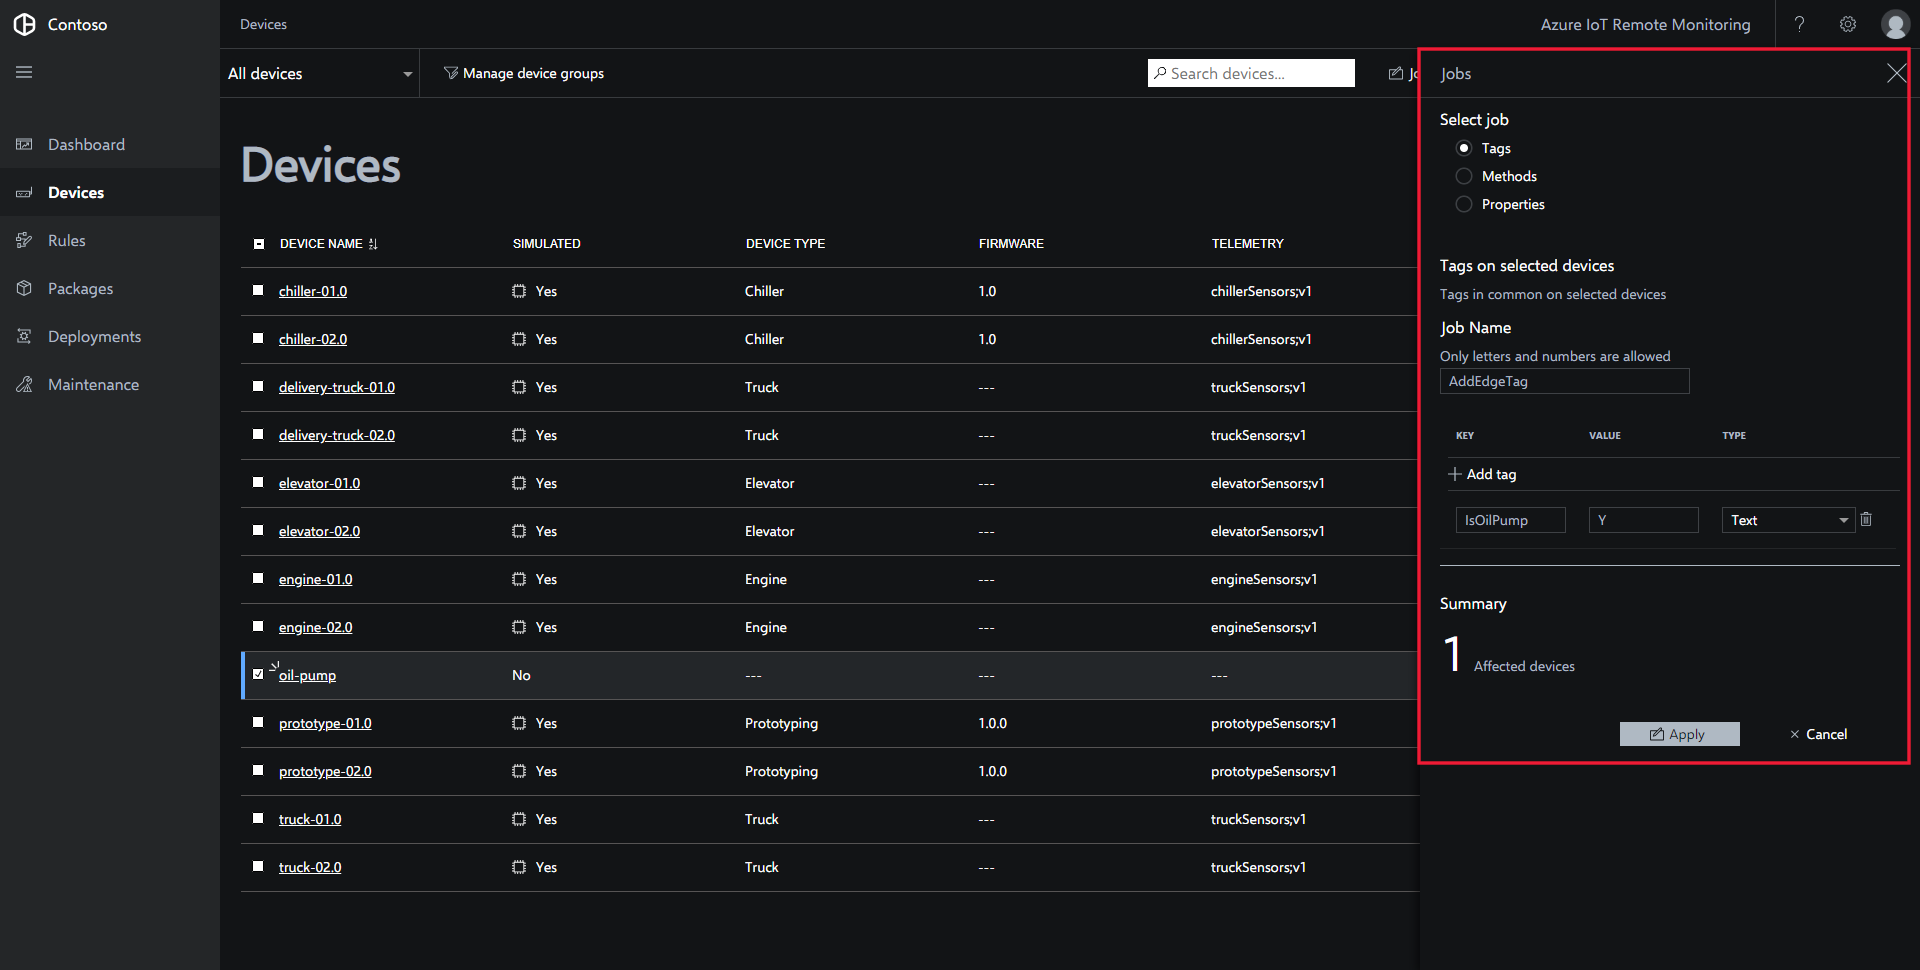 Contoso
Devices
Azure IoT Remote Monitoring
?
All devices
Manage device groups
Search devices...
Jobs
Dashboard
Devices
Rules
Packages
Deployments
Maintenance
Devices
DEVICE NAME SIMULATED DEVICE TYPE FIRMWARE TELEMETRY
chiller-01.0 Yes Chiller 1.0 chillerSensors;v1
chiller-02.0 Yes Chiller 1.0 chillerSensors;v1
delivery-truck-01.0 Yes Truck --- truckSensors;v1
delivery-truck-02.0 Yes Truck --- truckSensors;v1
elevator-01.0 Yes Elevator --- elevatorSensors;v1
elevator-02.0 Yes Elevator --- elevatorSensors;v1
engine-01.0 Yes Engine --- engineSensors;v1
engine-02.0 Yes Engine --- engineSensors;v1
oil-pump No --- --- ---
prototype-01.0 Yes Prototyping 1.0.0 prototypeSensors;v1
prototype-02.0 Yes Prototyping 1.0.0 prototypeSensors;v1
truck-01.0 Yes Truck --- truckSensors;v1
truck-02.0 Yes Truck --- truckSensors;v1
Select job
Tags
Methods
Properties
Tags on selected devices
Tags in common on selected devices
Job Name
Only letters and numbers are allowed
AddEdgeTag
KEY VALUE TYPE
Add tag
IsOilPump Y Text
Summary
1 Affected devices
Apply Cancel